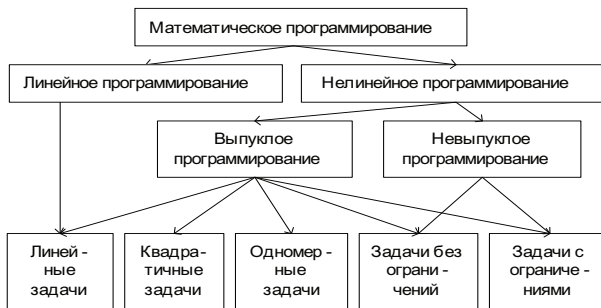 Математическое программирование
Линейное программирование
Нелинейное программирование
Выпуклое
программирование
Невыпуклое
программирование
Линей -
ные
задачи
Квадра-
тичные
задачи
Одномер -
ные
задачи
Задачи без
ограни -
чений
Задачи с
ограниче -
ниями